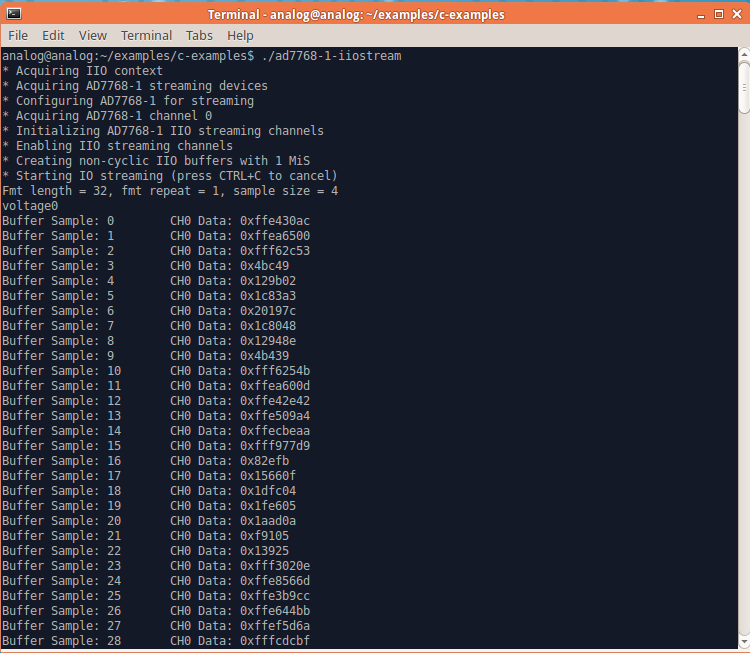 Terminal - analog@analog: ~/examples/c-examples
File Edit View Terminal Tabs Help
analog@analog:~/examples/c-examples$ ./ad7768-1-iiostream
* Acquiring IIO context
* Acquiring AD7768-1 streaming devices
* Configuring AD7768-1 for streaming
* Acquiring AD7768-1 channel 0
* Initializing AD7768-1 IIO streaming channels
* Enabling IIO streaming channels
* Creating non-cyclic IIO buffers with 1 MiS
* Starting IO streaming (press CTRL+C to cancel)
Fmt length = 32, fmt repeat = 1, sample size = 4
voltage0
Buffer Sample: 0 CH0 Data: 0xffe430ac
Buffer Sample: 1 CH0 Data: 0xffea6500
Buffer Sample: 2 CH0 Data: 0xfff62c53
Buffer Sample: 3 CH0 Data: 0x4bc49
Buffer Sample: 4 CH0 Data: 0x129b02
Buffer Sample: 5 CH0 Data: 0x1c83a3
Buffer Sample: 6 CH0 Data: 0x20197c
Buffer Sample: 7 CH0 Data: 0x1c8048
Buffer Sample: 8 CH0 Data: 0x12948e
Buffer Sample: 9 CH0 Data: 0x4b439
Buffer Sample: 10 CH0 Data: 0xfff6254b
Buffer Sample: 11 CH0 Data: 0xffea600d
Buffer Sample: 12 CH0 Data: 0xffe42e42
Buffer Sample: 13 CH0 Data: 0xffe509a4
Buffer Sample: 14 CH0 Data: 0xffecbeaa
Buffer Sample: 15 CH0 Data: 0xfff977d9
Buffer Sample: 16 CH0 Data: 0x82efb
Buffer Sample: 17 CH0 Data: 0x15660f
Buffer Sample: 18 CH0 Data: 0x1dfc04
Buffer Sample: 19 CH0 Data: 0x1fe605
Buffer Sample: 20 CH0 Data: 0x1aad0a
Buffer Sample: 21 CH0 Data: 0xf9105
Buffer Sample: 22 CH0 Data: 0x13925
Buffer Sample: 23 CH0 Data: 0xfff3020e
Buffer Sample: 24 CH0 Data: 0xffe8566d
Buffer Sample: 25 CH0 Data: 0xffe3b9cc
Buffer Sample: 26 CH0 Data: 0xffe644bb
Buffer Sample: 27 CH0 Data: 0xffef5d6a
Buffer Sample: 28 CH0 Data: 0xfffcdcbf